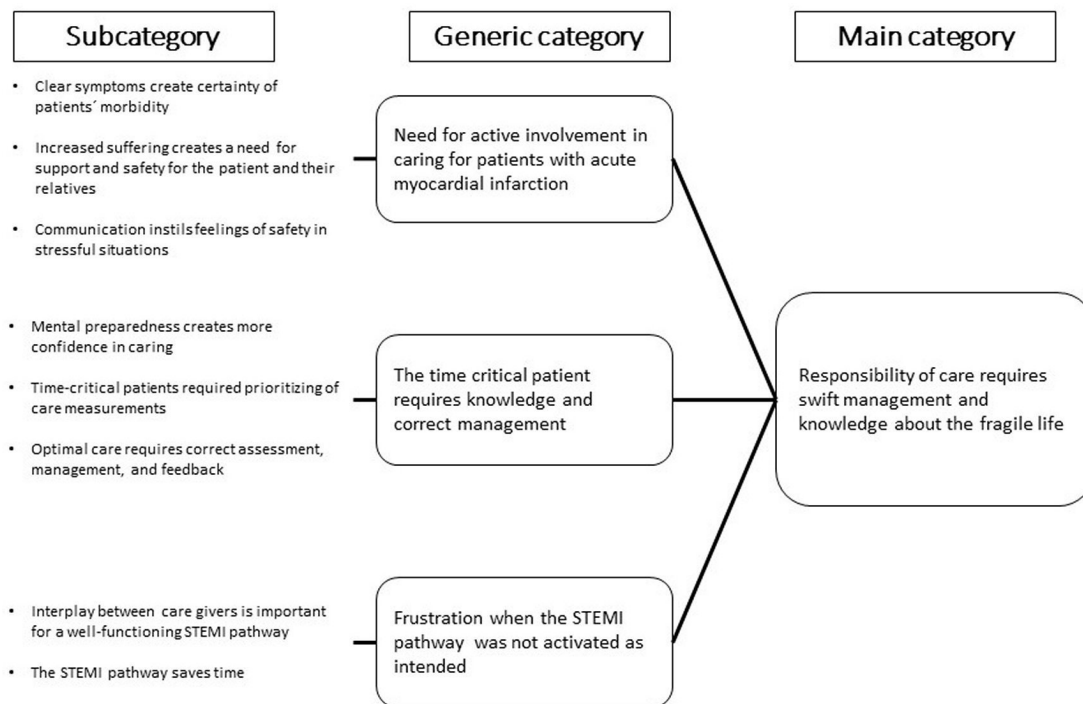 Subcategory
Generic category
Main category
• Clear symptoms create certainty of
patients´ morbidity
• Increased suffering creates a need for
support and safety for the patient and their
relatives
• Communication instils feelings of safety in
stressful situations
Need for active involvement in
caring for patients with acute
myocardial infarction
• Mental preparedness creates more
confidence in caring
• Time-critical patients required prioritizing of
care measurements
• Optimal care requires correct assessment,
management, and feedback
The time critical patient
requires knowledge and
correct management
Responsibility of care requires
swift management and
knowledge about the fragile life
• Interplay between care givers is important
for a well-functioning STEMI pathway
• The STEMI pathway saves time
Frustration when the STEMI
pathway was not activated as
intended